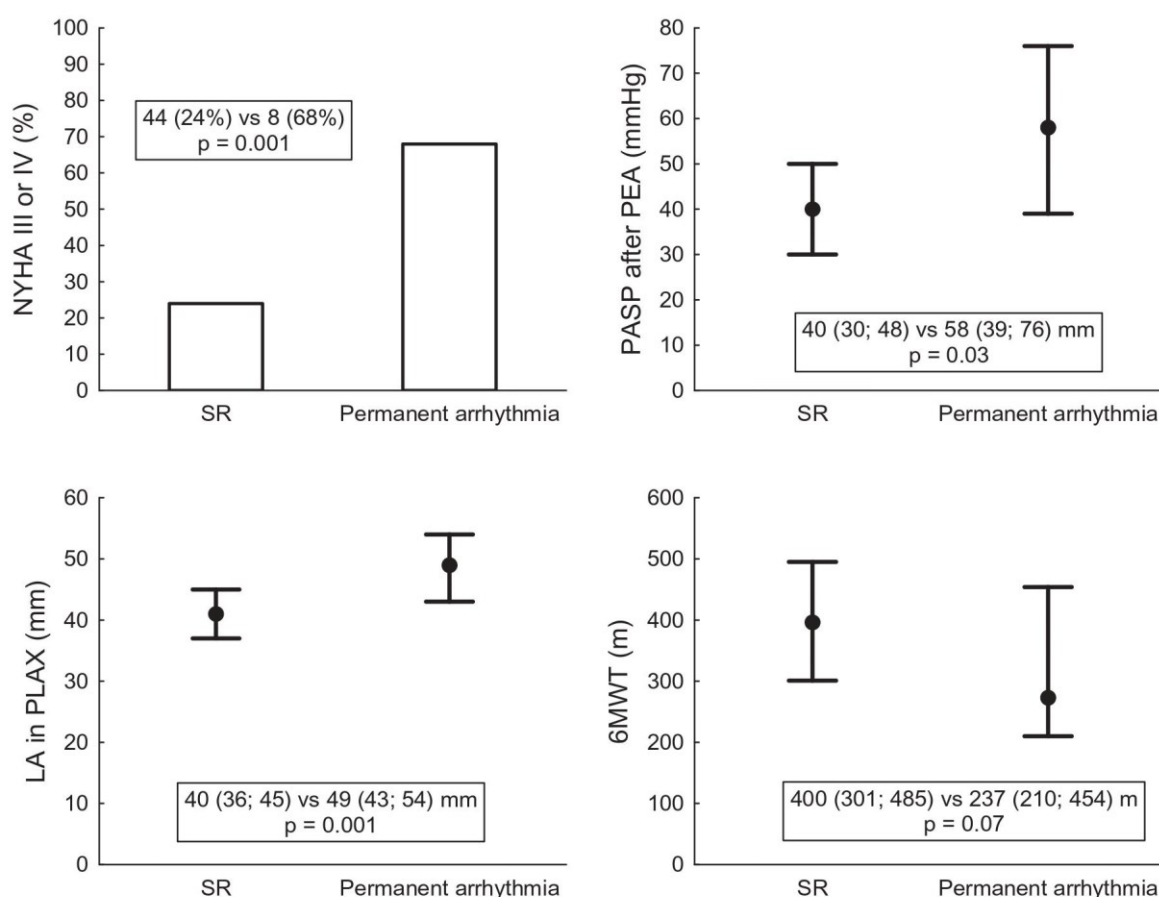 NYHA III or IV (%)
100
90
80
70
60
50
40
30
20
10
0
44 (24%) vs 8 (68%)
p = 0.001
SR
Permanent arrhythmia
PASP after PEA (mmHg)
80
70
60
50
40
30
20
10
0
40 (30; 48) vs 58 (39; 76) mm
p = 0.03
SR
Permanent arrhythmia
LA in PLAX (mm)
60
50
40
30
20
10
0
40 (36; 45) vs 49 (43; 54) mm
p = 0.001
SR
Permanent arrhythmia
6MWT (m)
600
500
400
300
200
100
0
400 (301; 485) vs 237 (210; 454) m
p = 0.07
SR
Permanent arrhythmia